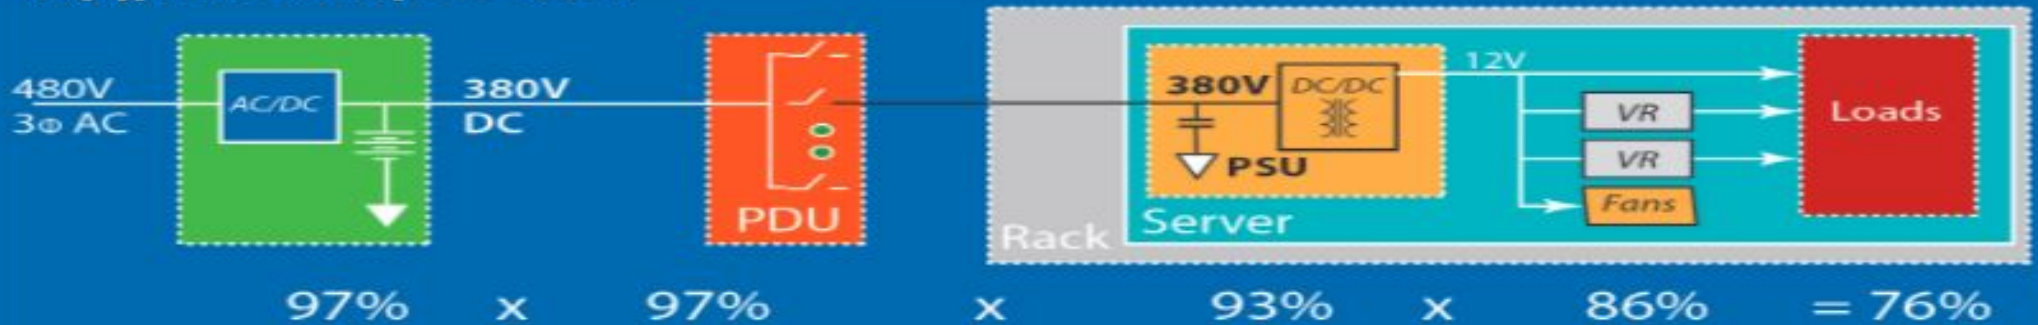 480V
3Φ AC
AC/DC
380V
DC
PDU
Rack
Server
380V
DC/DC
PSU
12V
VR
VR
Fans
Loads
97% x 97% x 93% x 86% = 76%